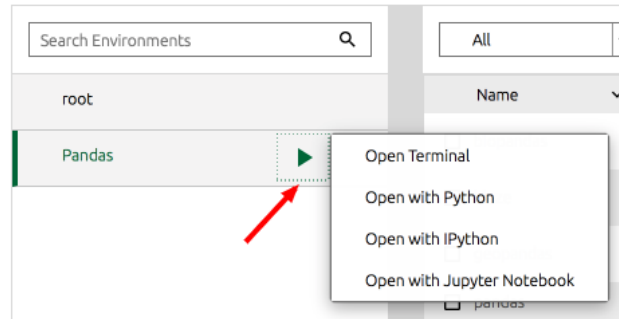 Search Environments
All
root
Name
Pandas
Open Terminal
Open with Python
Open with IPython
Open with Jupyter Notebook
pandas